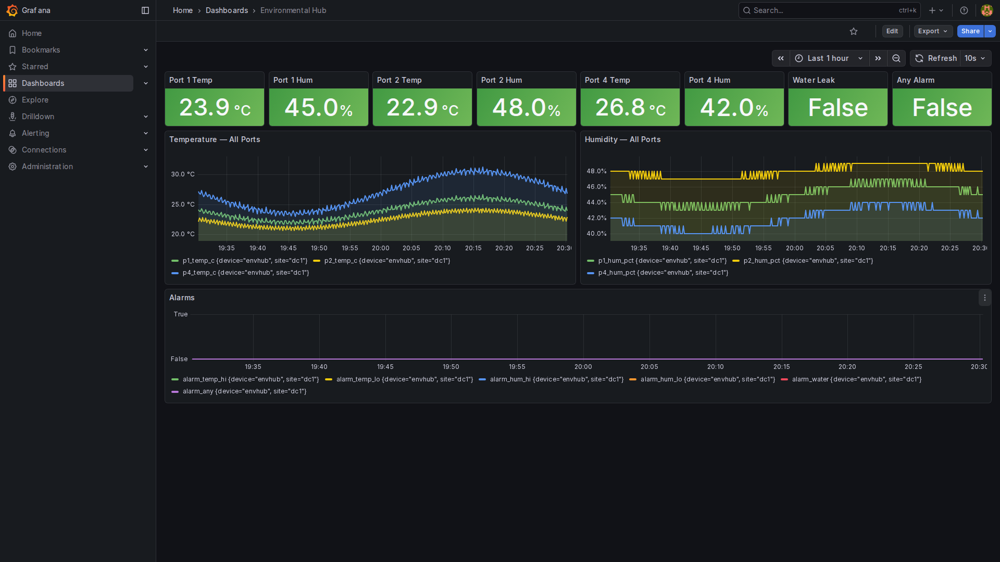 Grafana
Home › Dashboards › Environmental Hub
Search...
ctrl+k
Home
Bookmarks
Starred
Dashboards
Explore
Drilldown
Alerting
Connections
Administration
Edit
Export
Share
Last 1 hour
Refresh
10s
Port 1 Temp
23.9 °C
Port 1 Hum
45.0%
Port 2 Temp
22.9 °C
Port 2 Hum
48.0%
Port 4 Temp
26.8 °C
Port 4 Hum
42.0%
Water Leak
False
Any Alarm
False
Temperature — All Ports
30.0 °C
25.0 °C
20.0 °C
19:35 19:40 19:45 19:50 19:55 20:00 20:05 20:10 20:15 20:20 20:25 20:30
p1_temp_c {device="envhub", site="dc1"} p2_temp_c {device="envhub", site="dc1"}
p4_temp_c {device="envhub", site="dc1"}
Humidity — All Ports
48.0%
46.0%
44.0%
42.0%
40.0%
19:35 19:40 19:45 19:50 19:55 20:00 20:05 20:10 20:15 20:20 20:25 20:30
p1_hum_pct {device="envhub", site="dc1"} p2_hum_pct {device="envhub", site="dc1"}
p4_hum_pct {device="envhub", site="dc1"}
Alarms
True
False
19:35 19:40 19:45 19:50 19:55 20:00 20:05 20:10 20:15 20:20 20:25 20:30
alarm_temp_hi {device="envhub", site="dc1"} alarm_temp_lo {device="envhub", site="dc1"} alarm_hum_hi {device="envhub", site="dc1"} alarm_hum_lo {device="envhub", site="dc1"} alarm_water {device="envhub", site="dc1"}
alarm_any {device="envhub", site="dc1"}